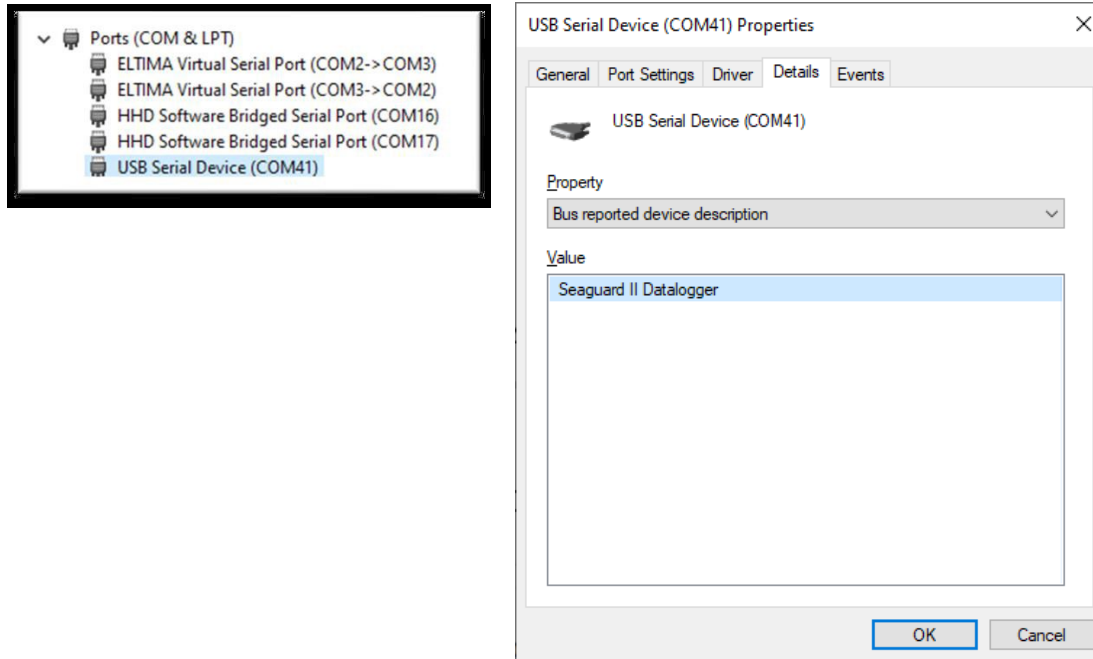 Ports (COM & LPT)
ELTIMA Virtual Serial Port (COM2->COM3)
ELTIMA Virtual Serial Port (COM3->COM2)
HHD Software Bridged Serial Port (COM16)
HHD Software Bridged Serial Port (COM17)
USB Serial Device (COM41)
USB Serial Device (COM41) Properties
General Port Settings Driver Details Events
USB Serial Device (COM41)
Property
Bus reported device description
Value
Seaguard II Datalogger
OK Cancel